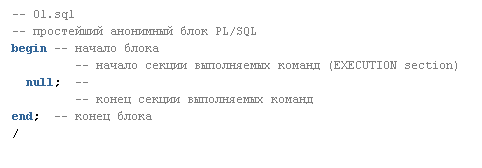 -- 01.sql
-- простейший анонимный блок PL/SQL
begin -- начало блока
-- начало секции выполняемых команд (EXECUTION section)
null; --
-- конец секции выполняемых команд
end; -- конец блока
/